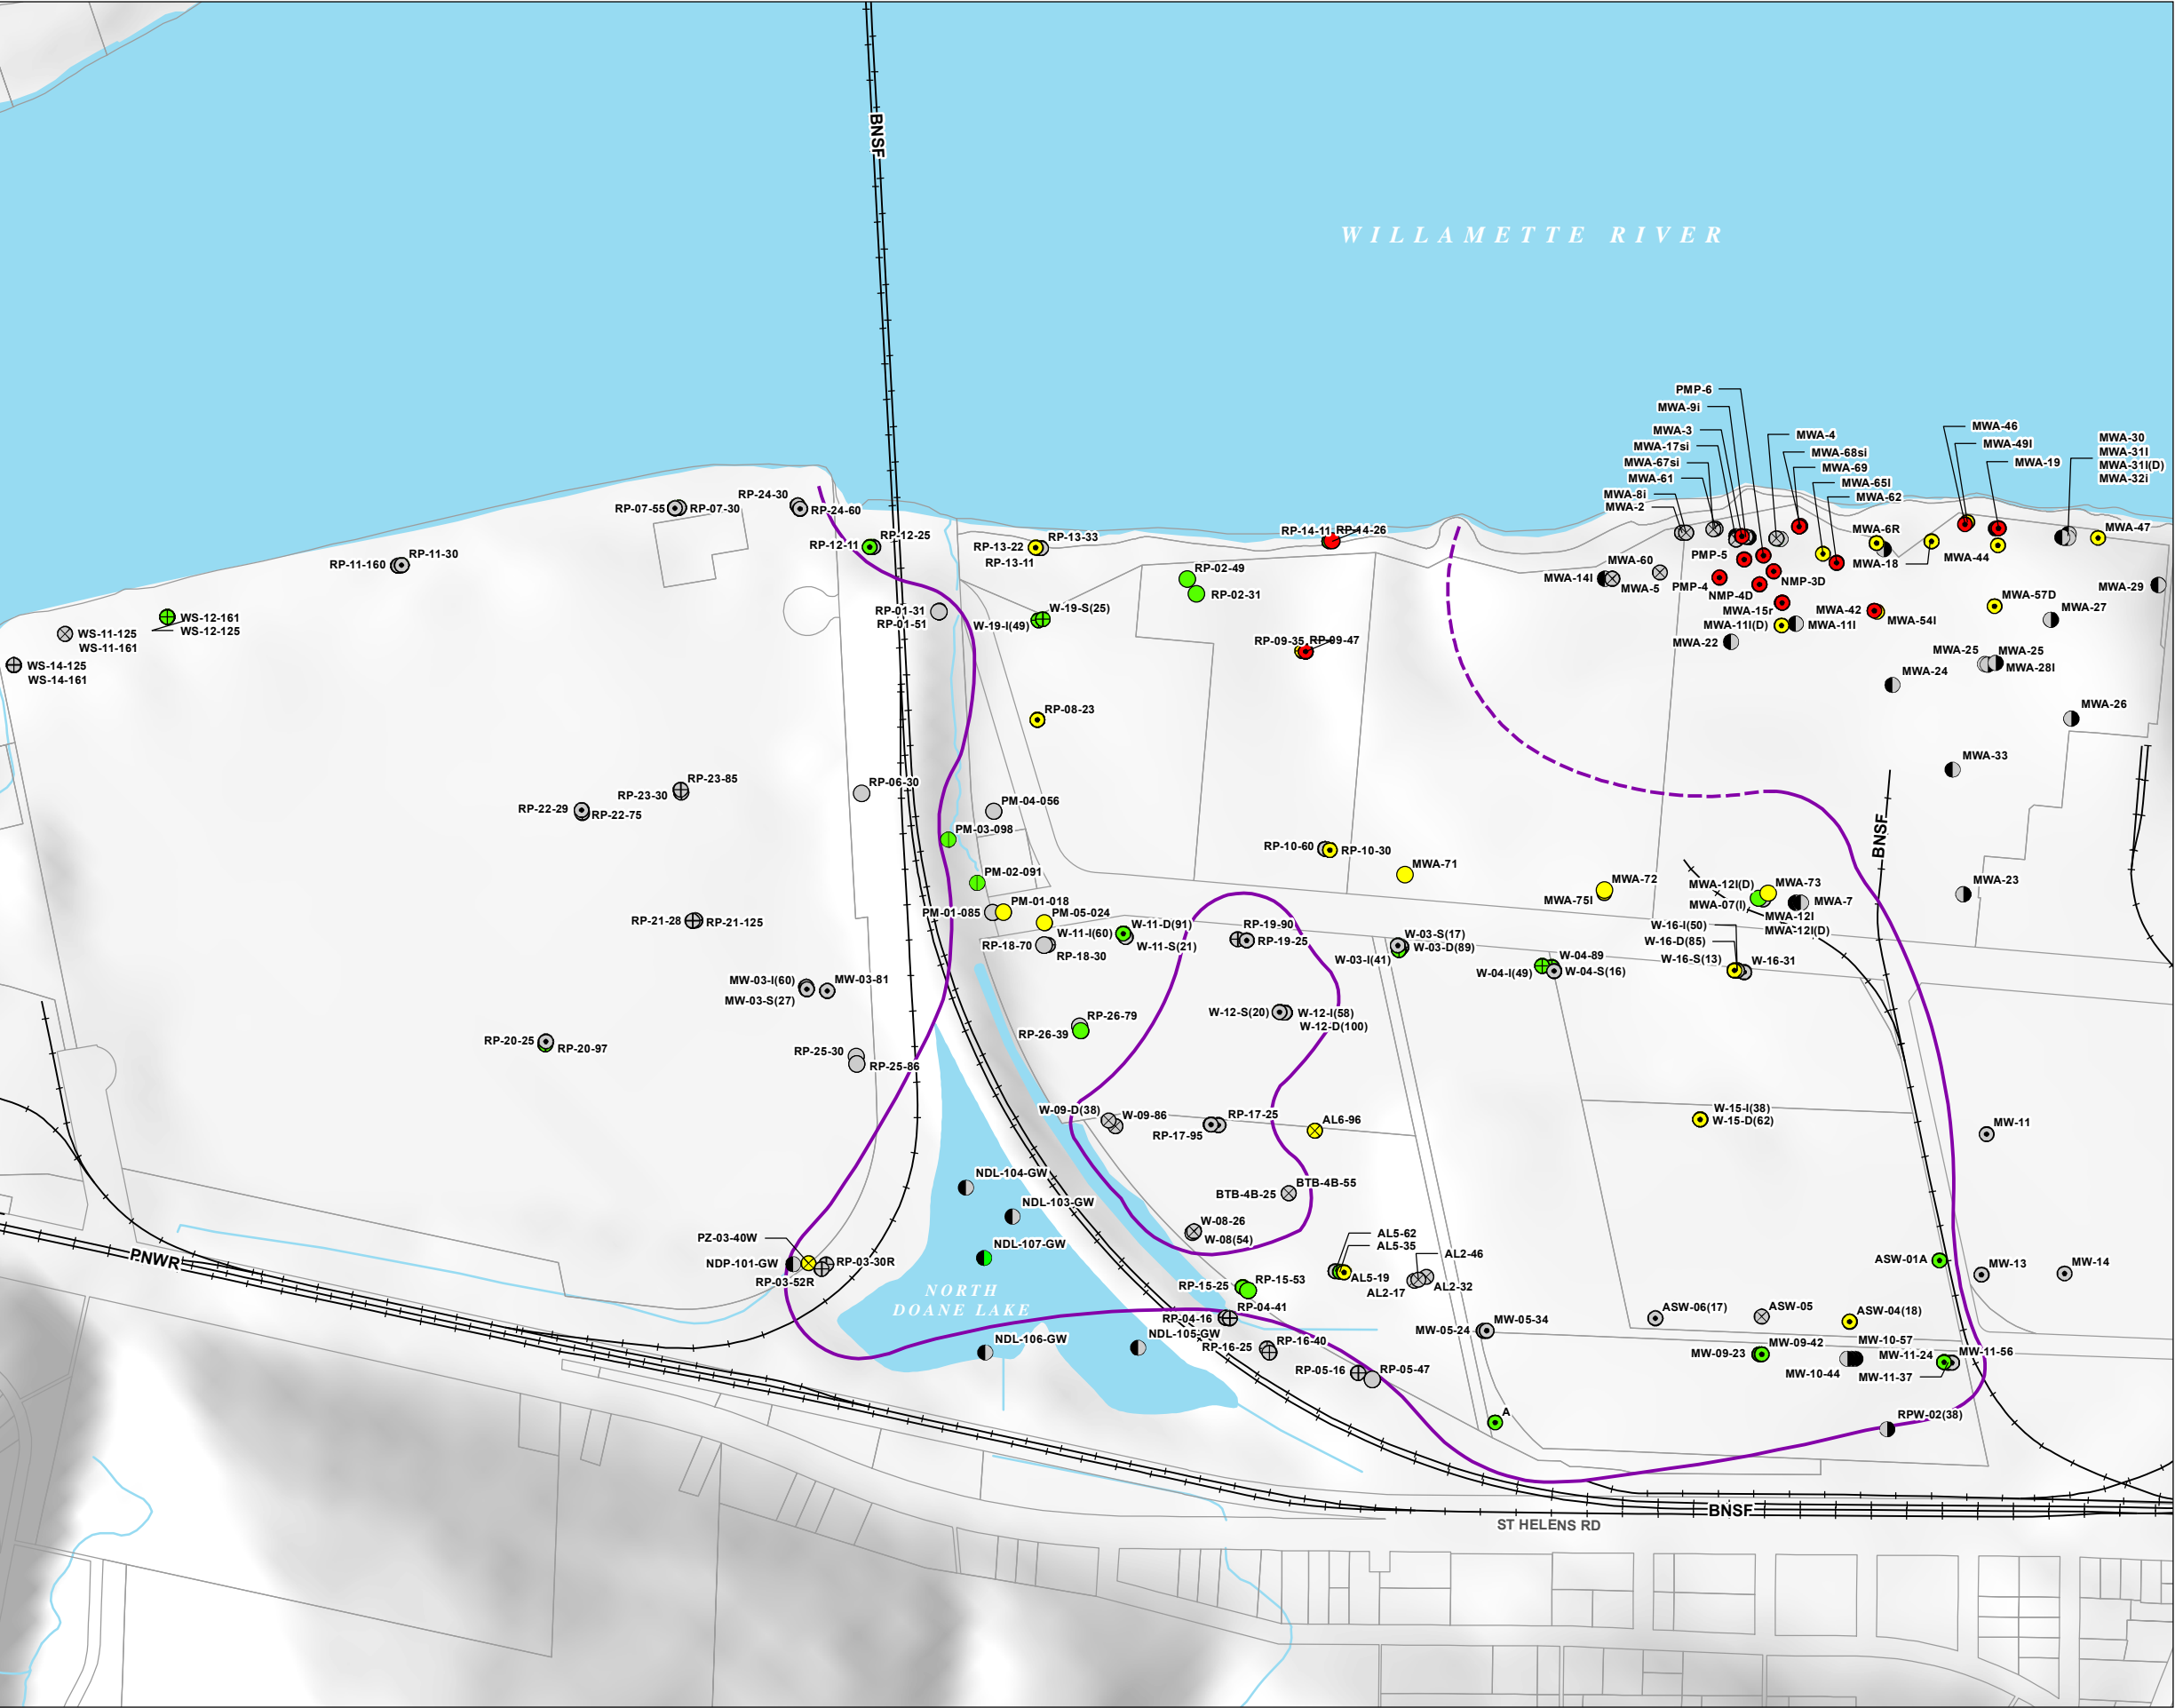 BNSF
WILLAMETTE RIVER
PMP-6
MWA-9i
MWA-3
MWA-17si
MWA-67si
MWA-61
MWA-8i
MWA-2
MWA-4
MWA-68si
MWA-69
MWA-65I
MWA-62
MWA-46
MWA-49I
MWA-19
MWA-30
MWA-31I
MWA-31I(D)
MWA-32i
MWA-47
MWA-6R
MWA-18
MWA-44
MWA-29
MWA-60
MWA-14I
MWA-5
PMP-5
PMP-4
NMP-3D
NMP-4D
MWA-15r
MWA-11I(D)
MWA-11I
MWA-22
MWA-42
MWA-54I
MWA-57D
MWA-27
MWA-25
MWA-25
MWA-28I
MWA-24
MWA-26
MWA-33
MWA-23
RP-24-30
RP-24-60
RP-07-55
RP-07-30
RP-11-30
RP-11-160
RP-12-25
RP-12-11
RP-13-33
RP-13-22
RP-13-11
RP-14-11
RP-14-26
RP-02-49
RP-02-31
RP-01-31
RP-01-51
W-19-S(25)
W-19-I(49)
RP-09-35
RP-09-47
WS-12-161
WS-12-125
WS-11-125
WS-11-161
WS-14-125
WS-14-161
RP-08-23
RP-06-30
RP-23-85
RP-23-30
RP-22-29
RP-22-75
PM-04-056
PM-03-098
PM-02-091
PM-01-018
PM-01-085
PM-05-024
RP-10-60
RP-10-30
MWA-71
MWA-72
MWA-75I
MWA-12I(D)
MWA-73
MWA-07(I)
MWA-7
MWA-12I
MWA-12I(D)
BNSF
RP-21-28
RP-21-125
W-11-D(91)
W-11-I(60)
W-11-S(21)
RP-18-70
RP-18-30
RP-19-90
RP-19-25
W-03-S(17)
W-03-D(89)
W-03-I(41)
W-04-89
W-04-I(49)
W-04-S(16)
W-16-I(50)
W-16-D(85)
W-16-S(13)
W-16-31
MW-03-I(60)
MW-03-81
MW-03-S(27)
RP-26-79
RP-26-39
W-12-S(20)
W-12-I(58)
W-12-D(100)
RP-20-25
RP-20-97
RP-25-30
RP-25-86
W-09-D(38)
W-09-86
RP-17-25
RP-17-95
AL6-96
W-15-I(38)
W-15-D(62)
MW-11
NDL-104-GW
NDL-103-GW
NDL-107-GW
BTB-4B-55
BTB-4B-25
W-08-26
W-08(54)
PZ-03-40W
NDP-101-GW
RP-03-30R
RP-03-52R
AL5-62
AL5-35
AL5-19
AL2-46
AL2-32
AL2-17
ASW-01A
MW-13
MW-14
PNWR
NORTH
DOANE LAKE
RP-15-25
RP-15-53
RP-04-41
RP-04-16
NDL-105-GW
NDL-106-GW
RP-16-40
RP-16-25
RP-05-16
RP-05-47
MW-05-24
MW-05-34
ASW-06(17)
ASW-05
ASW-04(18)
MW-09-42
MW-09-23
MW-10-57
MW-10-44
MW-11-24
MW-11-56
MW-11-37
A
RPW-02(38)
BNSF
ST HELENS RD